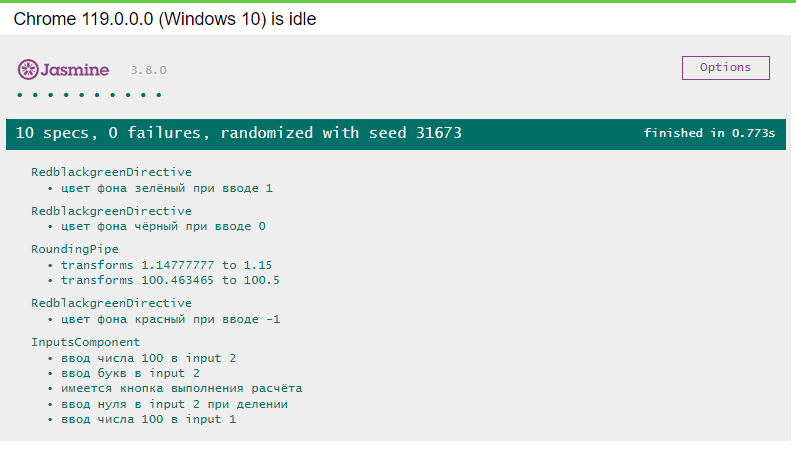 Chrome 119.0.0.0 (Windows 10) is idle
Jasmine 3.8.0 Options
• • • • • • • • • •
10 specs, 0 failures, randomized with seed 31673 finished in 0.773s
RedblackgreenDirective
• цвет фона зелёный при вводе 1
RedblackgreenDirective
• цвет фона чёрный при вводе 0
RoundingPipe
• transforms 1.14777777 to 1.15
• transforms 100.463465 to 100.5
RedblackgreenDirective
• цвет фона красный при вводе -1
InputsComponent
• ввод числа 100 в input 2
• ввод букв в input 2
• имеется кнопка выполнения расчёта
• ввод нуля в input 2 при делении
• ввод числа 100 в input 1